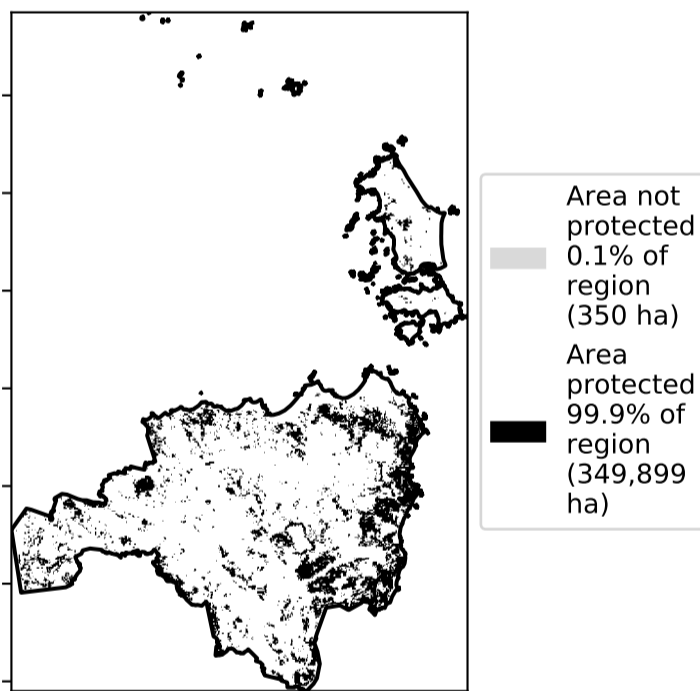 Area not
protected
0.1% of
region
(350 ha)
Area
protected
99.9% of
region
(349,899
ha)